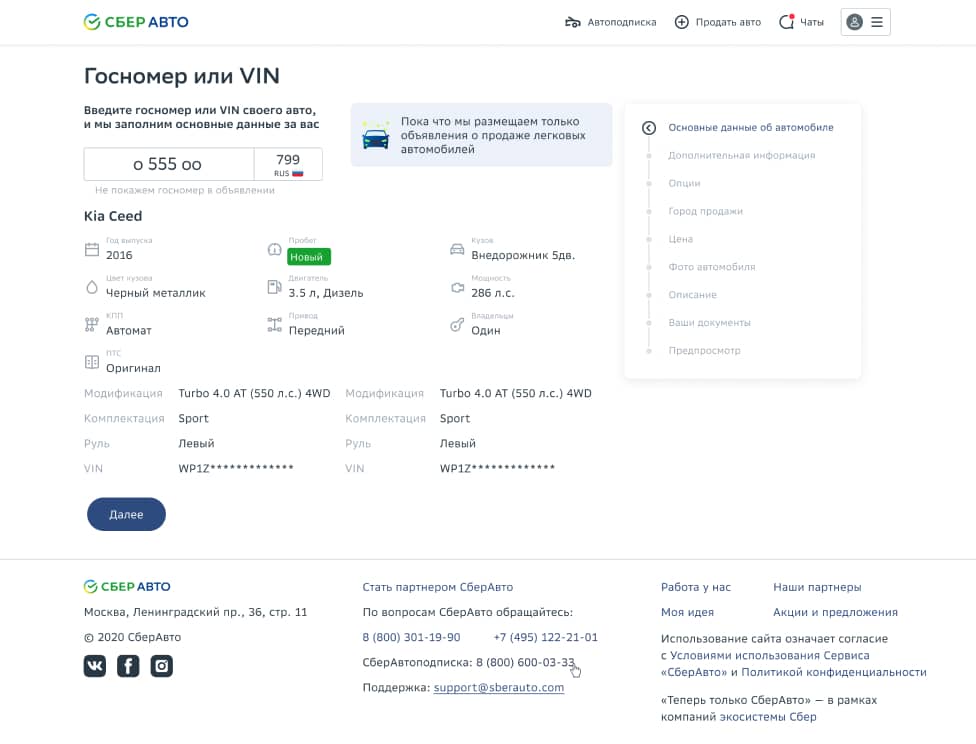 СБЕР АВТО
Автоподписка
Продать авто
Чаты
Госномер или VIN
Введите госномер или VIN своего авто,
и мы заполним основные данные за вас
о 555 оо
799
RUS
Не покажем госномер в объявлении
Пока что мы размещаем только
объявления о продаже легковых
автомобилей
Основные данные об автомобиле
Дополнительная информация
Опции
Город продажи
Цена
Фото автомобиля
Описание
Ваши документы
Предпросмотр
Kia Ceed
Год выпуска
2016
Пробег
Новый
Кузов
Внедорожник 5дв.
Цвет кузова
Черный металлик
Двигатель
3.5 л, Дизель
Мощность
286 л.с.
КПП
Автомат
Привод
Передний
Владельцы
Один
ПТС
Оригинал
Модификация Turbo 4.0 AT (550 л.с.) 4WD
Комплектация Sport
Руль Левый
VIN WP1Z*************
Модификация Turbo 4.0 AT (550 л.с.) 4WD
Комплектация Sport
Руль Левый
VIN WP1Z*************
Далее
СБЕР АВТО
Москва, Ленинградский пр., 36, стр. 11
© 2020 СберАвто
Стать партнером СберАвто
По вопросам СберАвто обращайтесь:
8 (800) 301-19-90 +7 (495) 122-21-01
СберАвтоподписка: 8 (800) 600-03-33
Поддержка: support@sberauto.com
Работа у нас
Наши партнеры
Моя идея
Акции и предложения
Использование сайта означает согласие
с Условиями использования Сервиса
«СберАвто» и Политикой конфиденциальности
«Теперь только СберАвто» — в рамках
компаний экосистемы Сбер